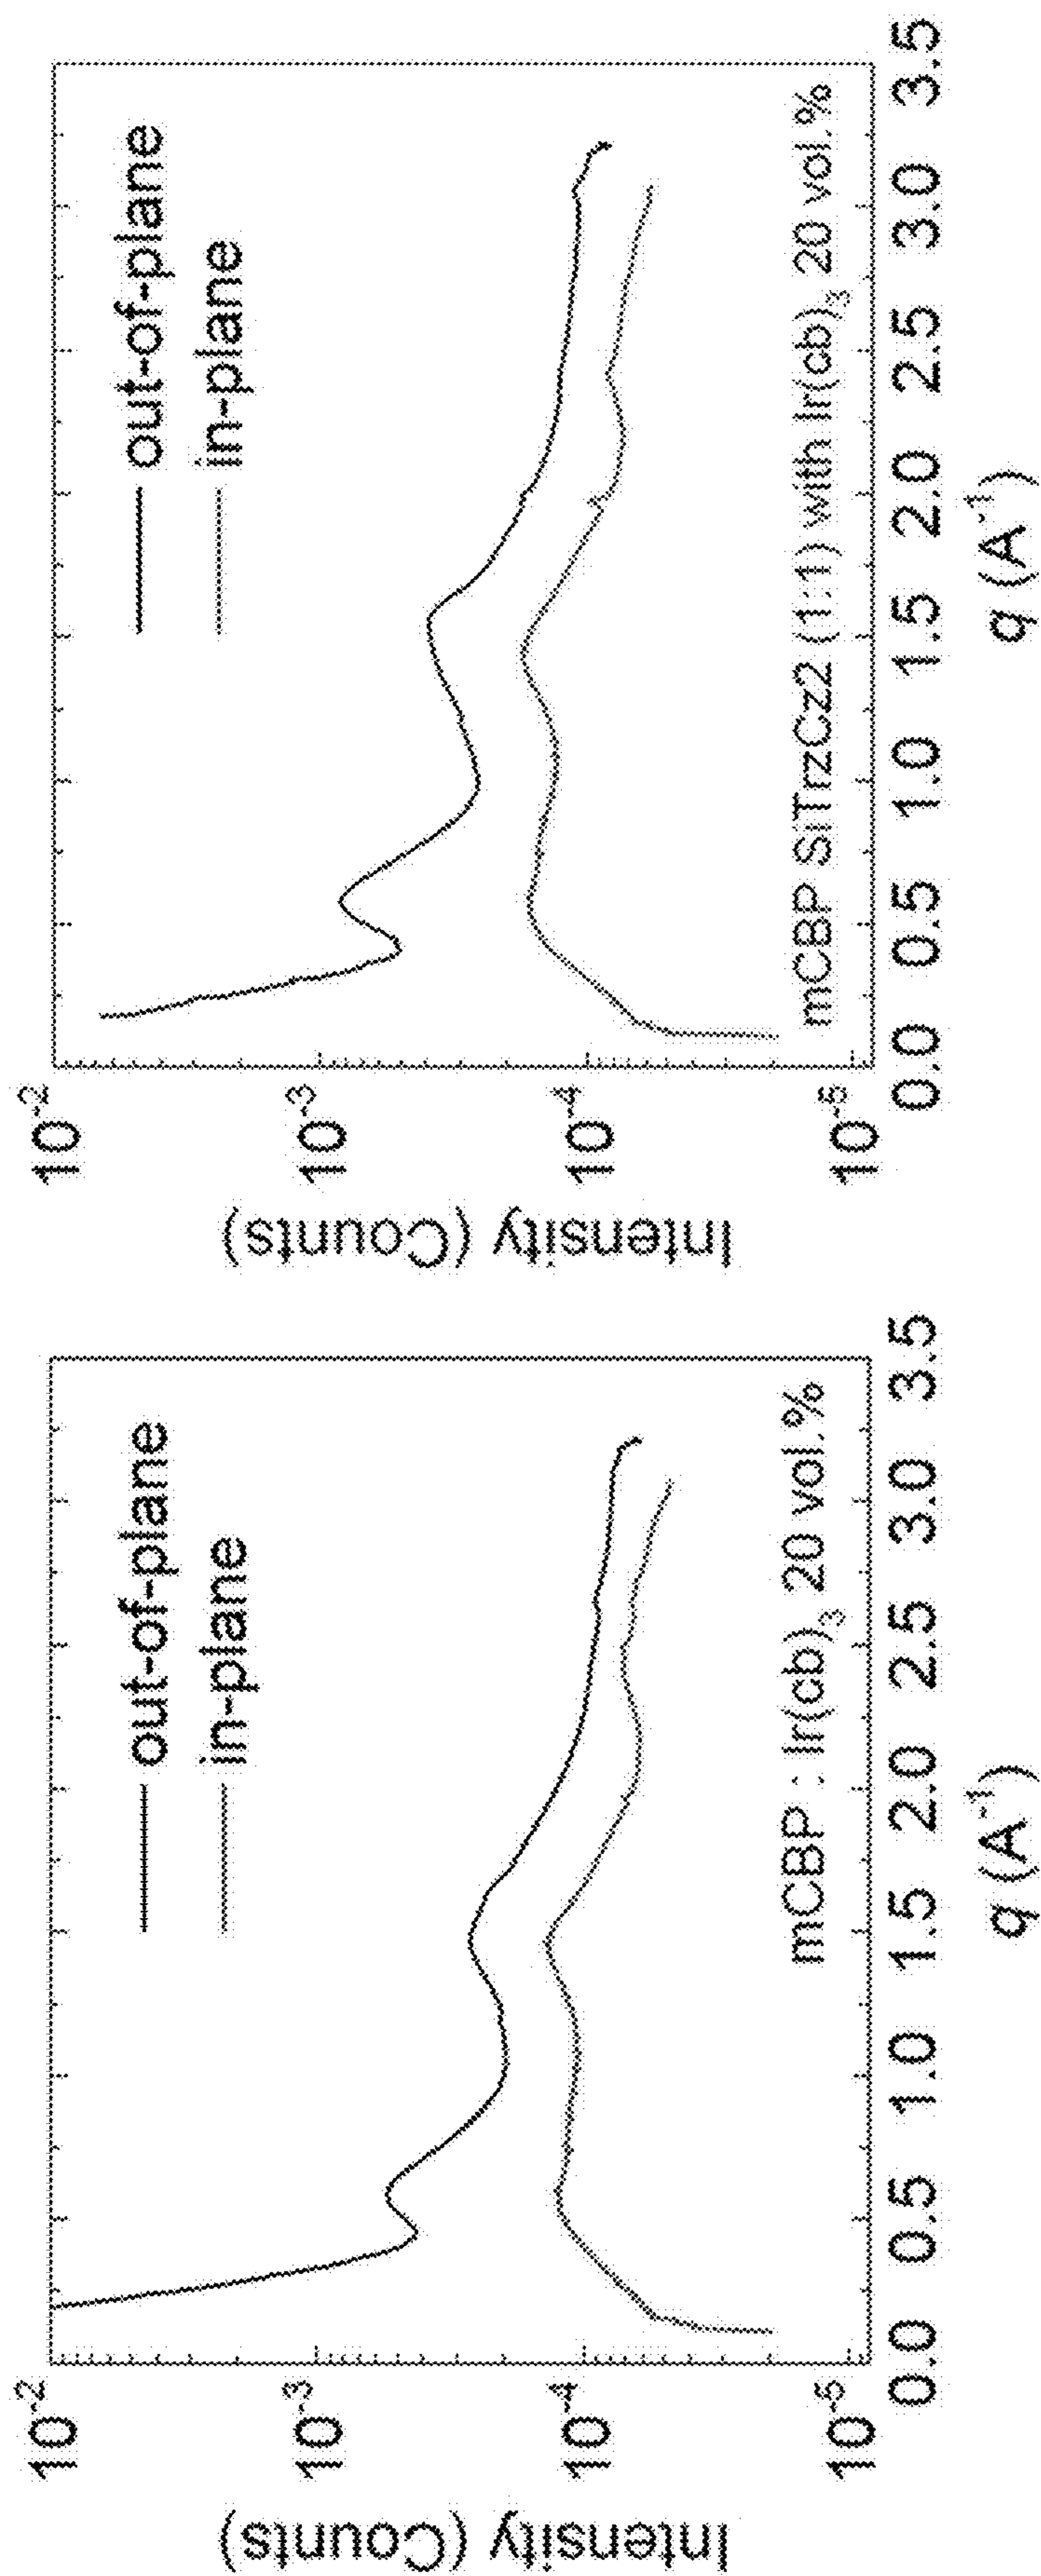 10-2
10-3
10-4
10-5
Intensity (Counts)
out-of-plane
in-plane
mCBP : Ir(cb)3 20 vol.%
0.0 0.5 1.0 1.5 2.0 2.5 3.0 3.5
q (A-1)
10-2
10-3
10-4
10-5
Intensity (Counts)
out-of-plane
in-plane
mCBP SiTrzCz2 (1:1) with Ir(cb)3 20 vol.%
0.0 0.5 1.0 1.5 2.0 2.5 3.0 3.5
q (A-1)